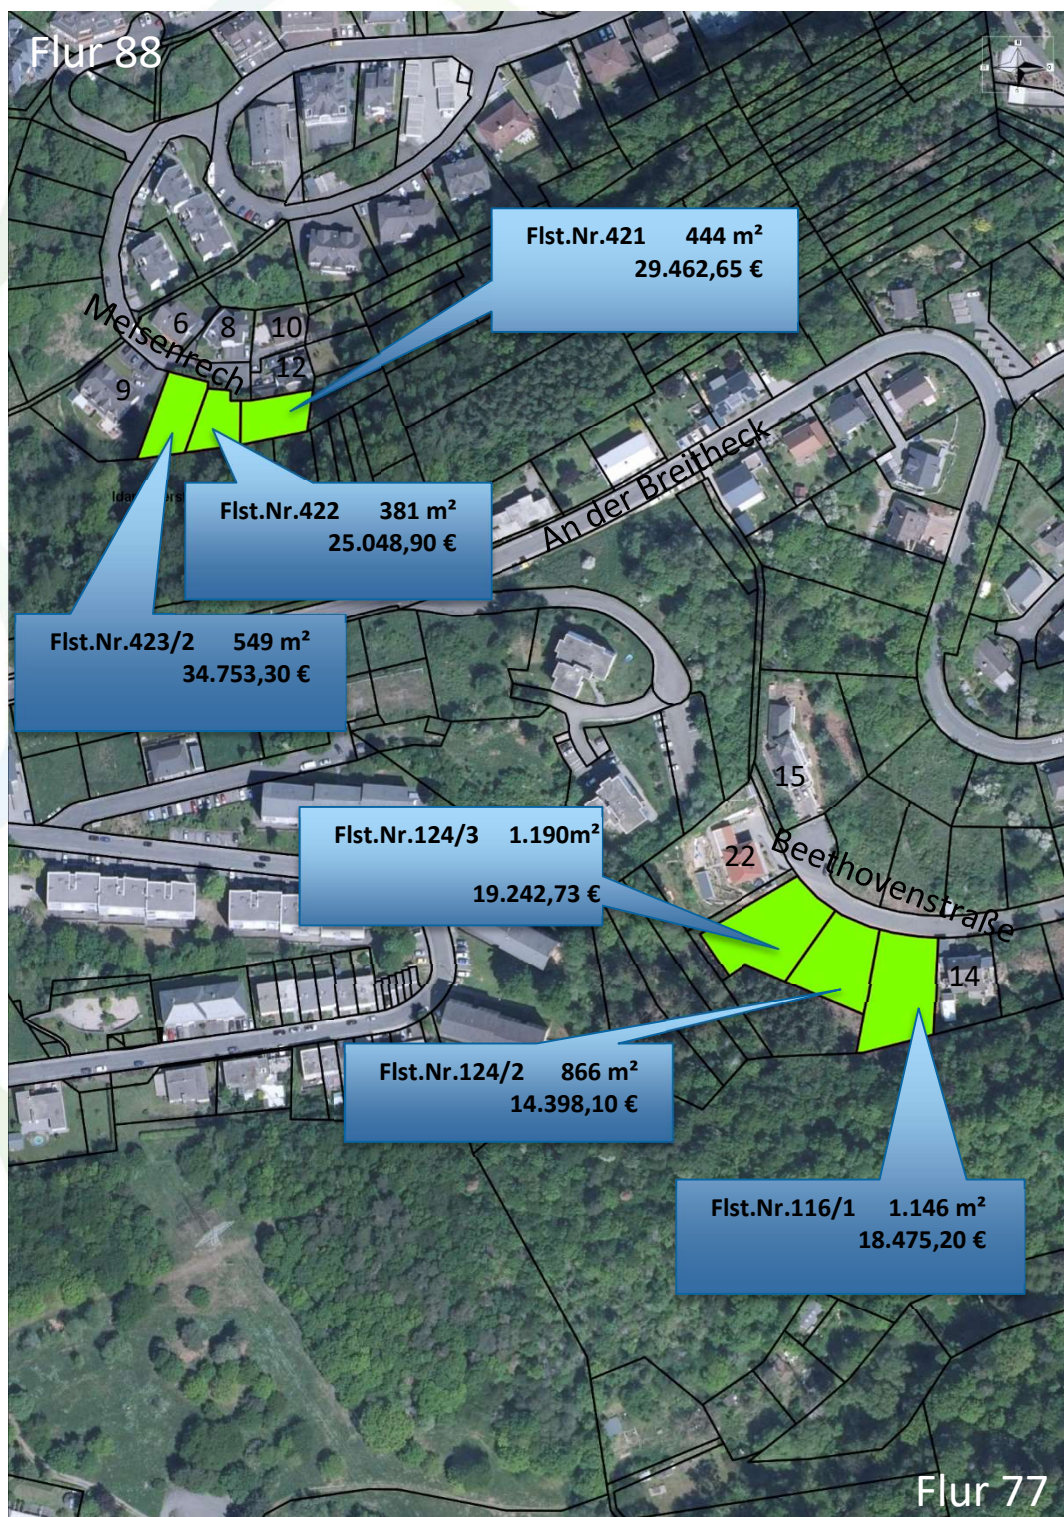 Flur 88
Flst.Nr.421 444 m²
29.462,65 €
Meisenrech
6
8
10
12
9
An der Breitheck
Flst.Nr.422 381 m²
25.048,90 €
Flst.Nr.423/2 549 m²
34.753,30 €
15
Flst.Nr.124/3 1.190m²
19.242,73 €
22
Beethovenstraße
14
Flst.Nr.124/2 866 m²
14.398,10 €
Flst.Nr.116/1 1.146 m²
18.475,20 €
Flur 77